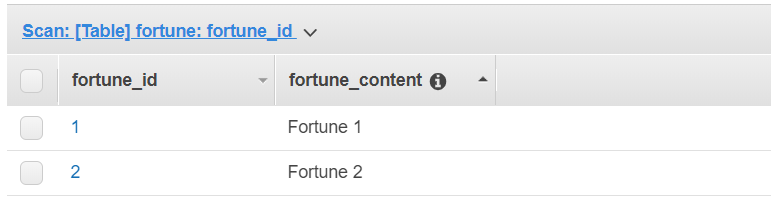 Scan: [Table] fortune: fortune_id
fortune_id fortune_content
1 Fortune 1
2 Fortune 2